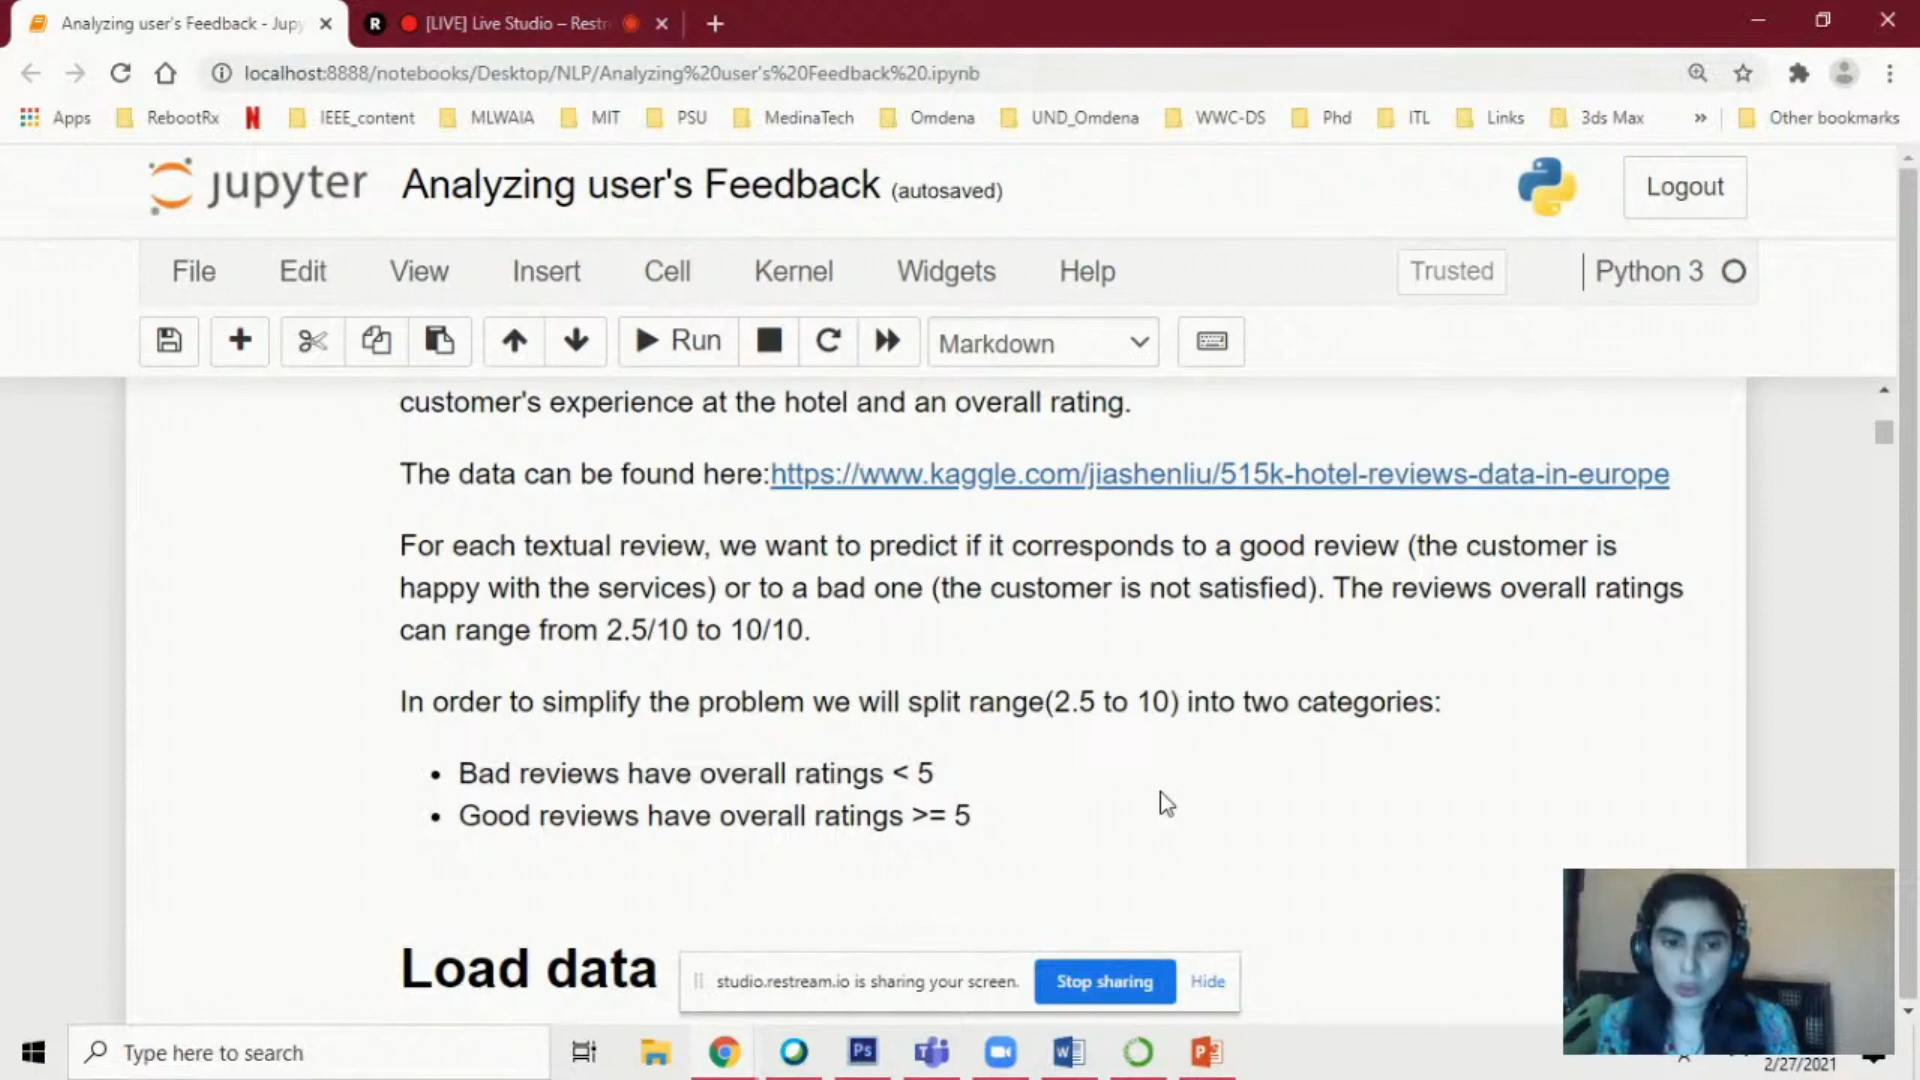 Analyzing user's Feedback - Jupy
R [LIVE] Live Studio – Restr
localhost:8888/notebooks/Desktop/NLP/Analyzing%20user's%20Feedback%20.ipynb
Apps RebootRx N IEEE_content MLWAIA MIT PSU MedinaTech Omdena UND_Omdena WWC-DS Phd ITL Links 3ds Max » Other bookmarks
jupyter Analyzing user's Feedback (autosaved) Logout
File Edit View Insert Cell Kernel Widgets Help Trusted Python 3
Run Markdown
customer's experience at the hotel and an overall rating.
The data can be found here:https://www.kaggle.com/jiashenliu/515k-hotel-reviews-data-in-europe
For each textual review, we want to predict if it corresponds to a good review (the customer is
happy with the services) or to a bad one (the customer is not satisfied). The reviews overall ratings
can range from 2.5/10 to 10/10.
In order to simplify the problem we will split range(2.5 to 10) into two categories:
• Bad reviews have overall ratings < 5
• Good reviews have overall ratings >= 5
Load data
studio.restream.io is sharing your screen. Stop sharing Hide
Type here to search
Ps W P
2/27/2021